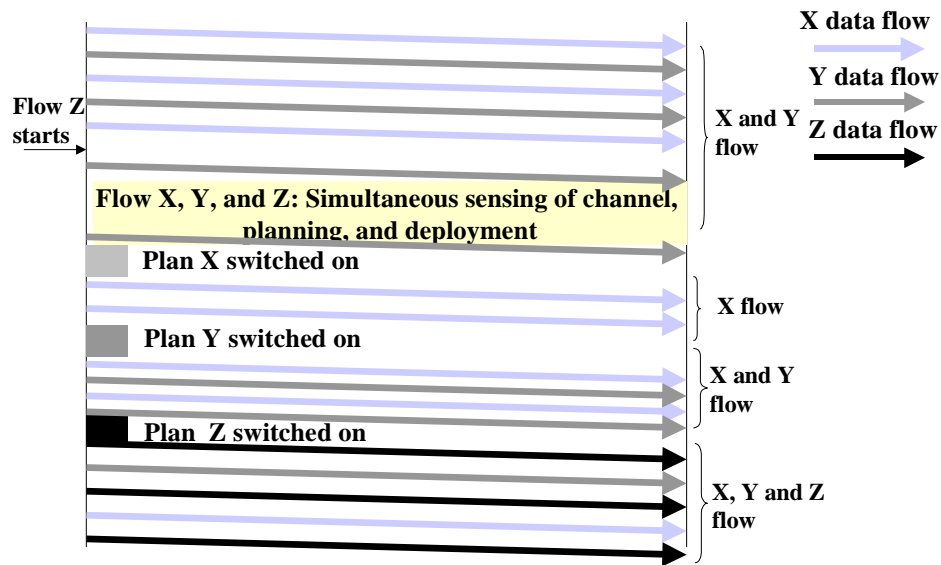 X data flow
Y data flow
Z data flow
Flow Z
starts
X and Y
flow
Flow X, Y, and Z: Simultaneous sensing of channel,
planning, and deployment
Plan X switched on
X flow
Plan Y switched on
X and Y
flow
Plan Z switched on
X, Y and Z
flow